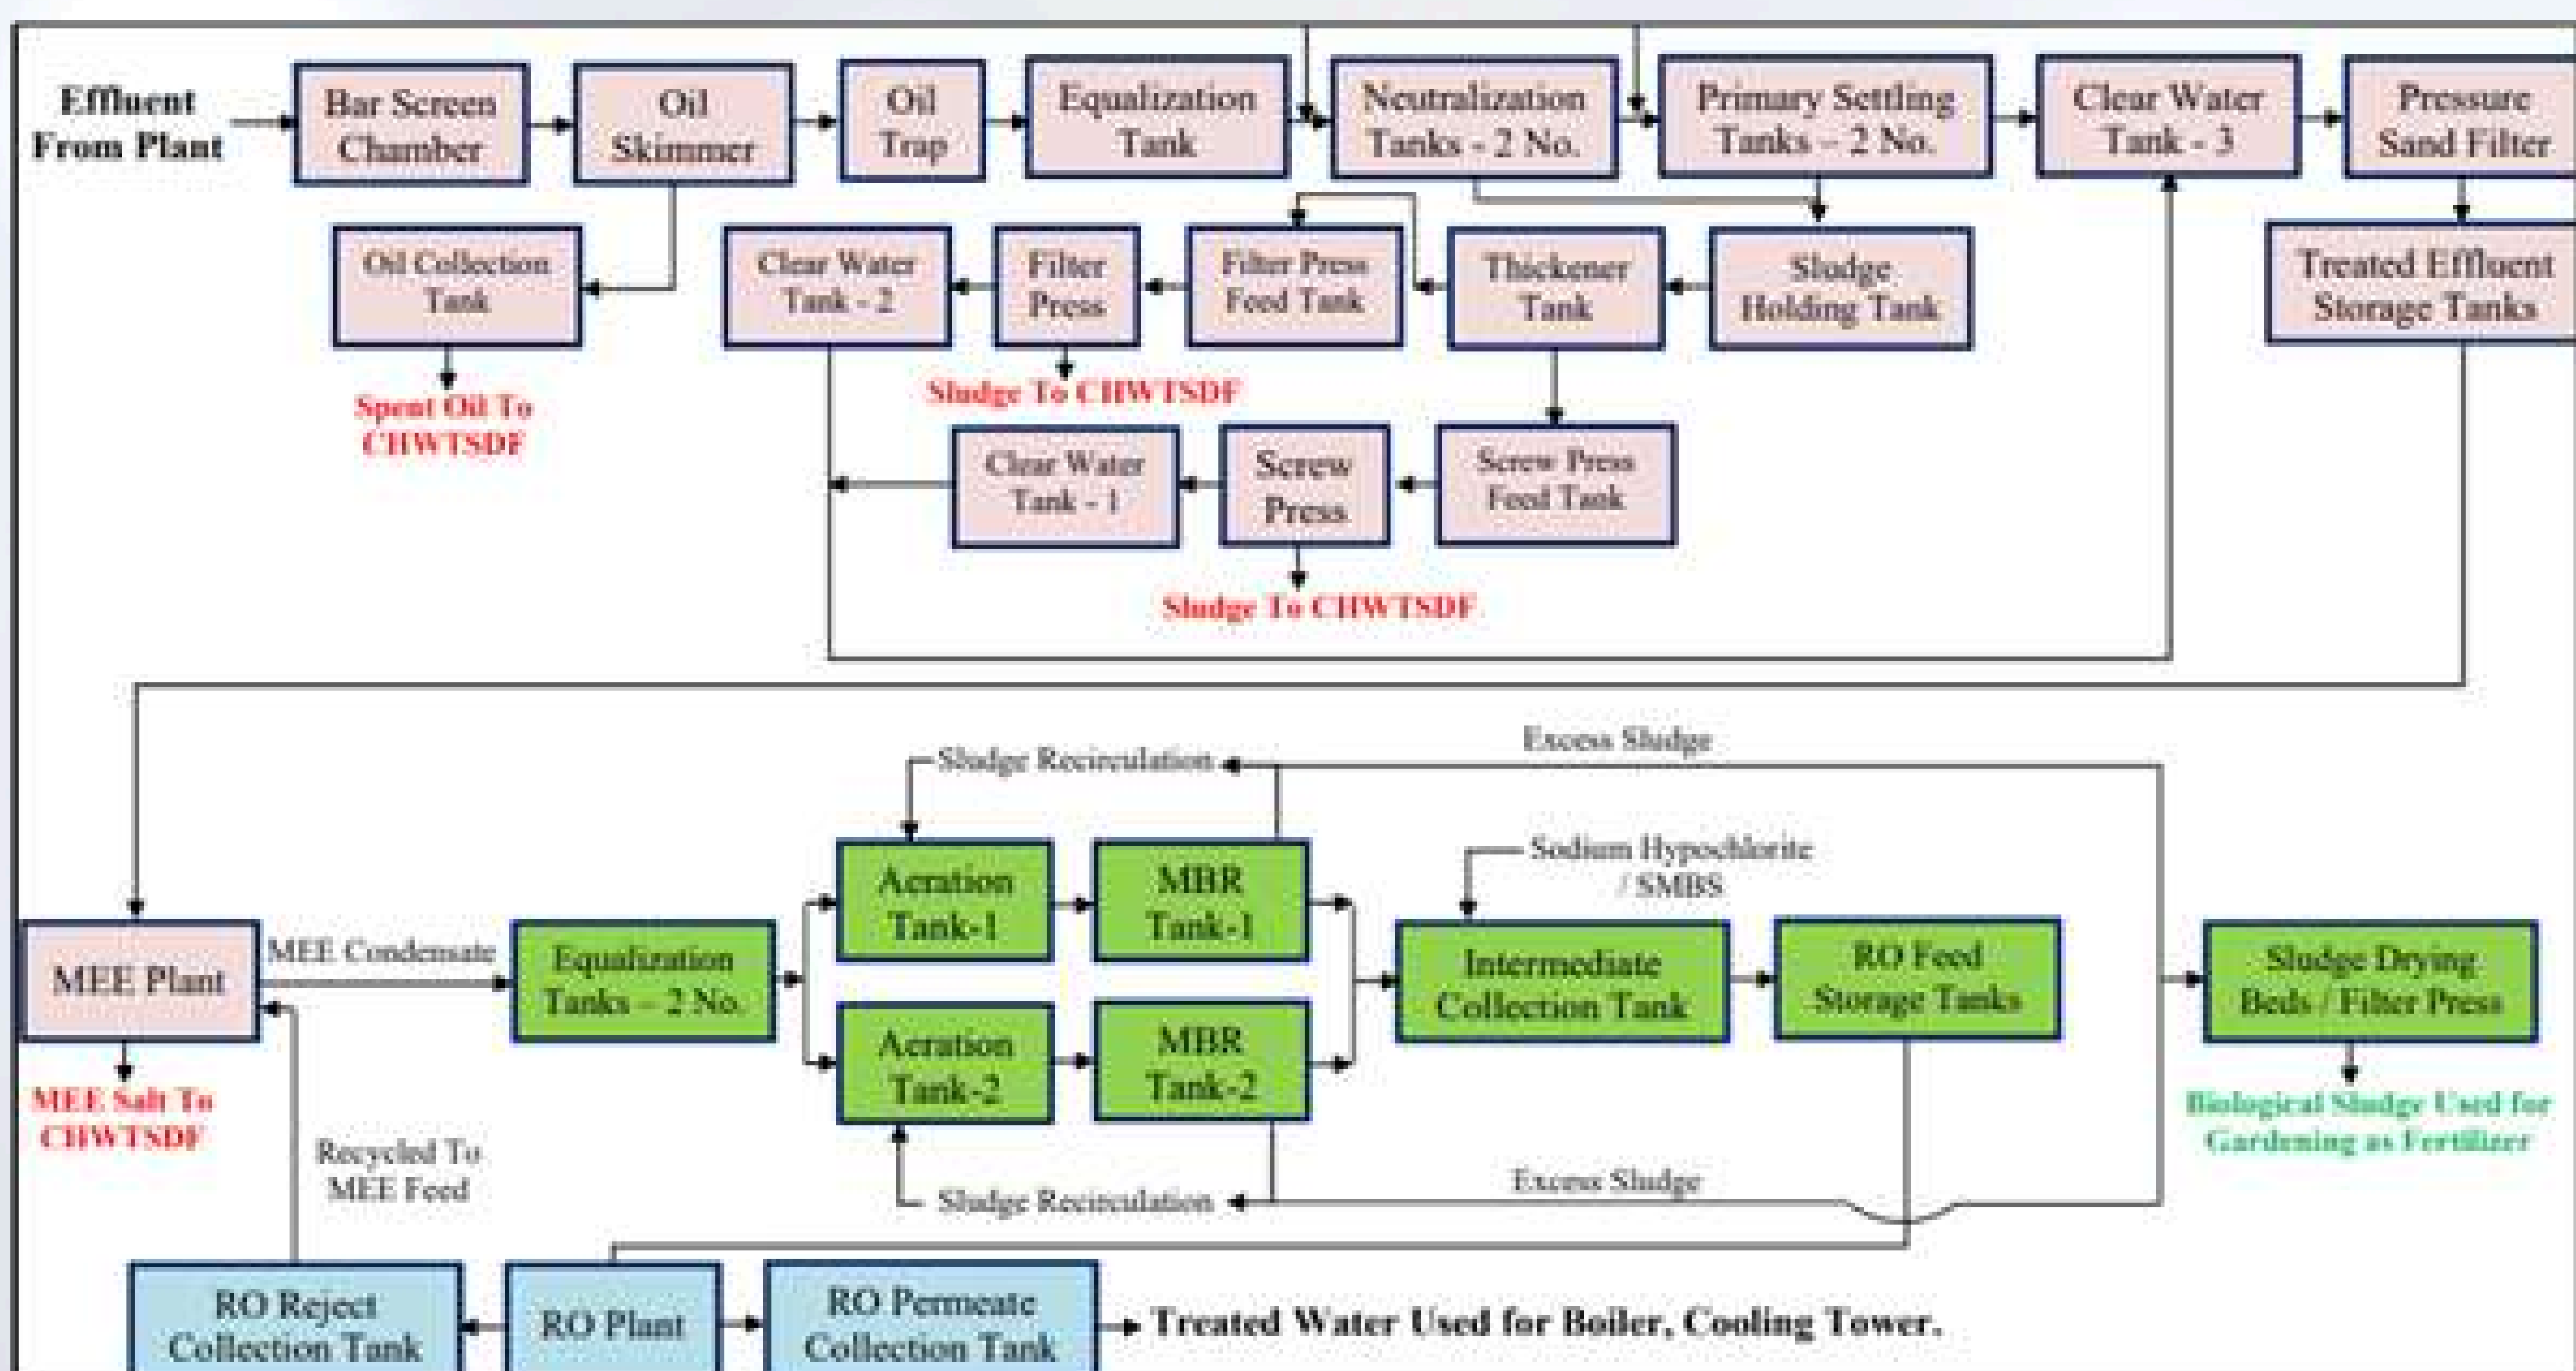 Effluent
From Plant
Bar Screen
Chamber
Oil
Skimmer
Oil
Trap
Equalization
Tank
Neutralization
Tanks - 2 No.
Primary Settling
Tanks – 2 No.
Clear Water
Tank - 3
Pressure
Sand Filter
Oil Collection
Tank
Clear Water
Tank - 2
Filter
Press
Filter Press
Feed Tank
Thickener
Tank
Sludge
Holding Tank
Treated Effluent
Storage Tanks
Spent Oil To
CHWTSDF
Sludge To CHWTSDF
Clear Water
Tank - 1
Screw
Press
Screw Press
Feed Tank
Sludge To CHWTSDF
Excess Sludge
Sludge Recirculation
Sodium Hypochlorite
/ SMBS
Aeration
Tank-1
MBR
Tank-1
MEE Plant
MEE Condensate
Equalization
Tanks – 2 No.
Intermediate
Collection Tank
RO Feed
Storage Tanks
Sludge Drying
Beds / Filter Press
Aeration
Tank-2
MBR
Tank-2
MEE Salt To
CHWTSDF
Biological Sludge Used for
Gardening as Fertilizer
Recycled To
MEE Feed
Excess Sludge
Sludge Recirculation
RO Reject
Collection Tank
RO Plant
RO Permeate
Collection Tank
Treated Water Used for Boiler, Cooling Tower.